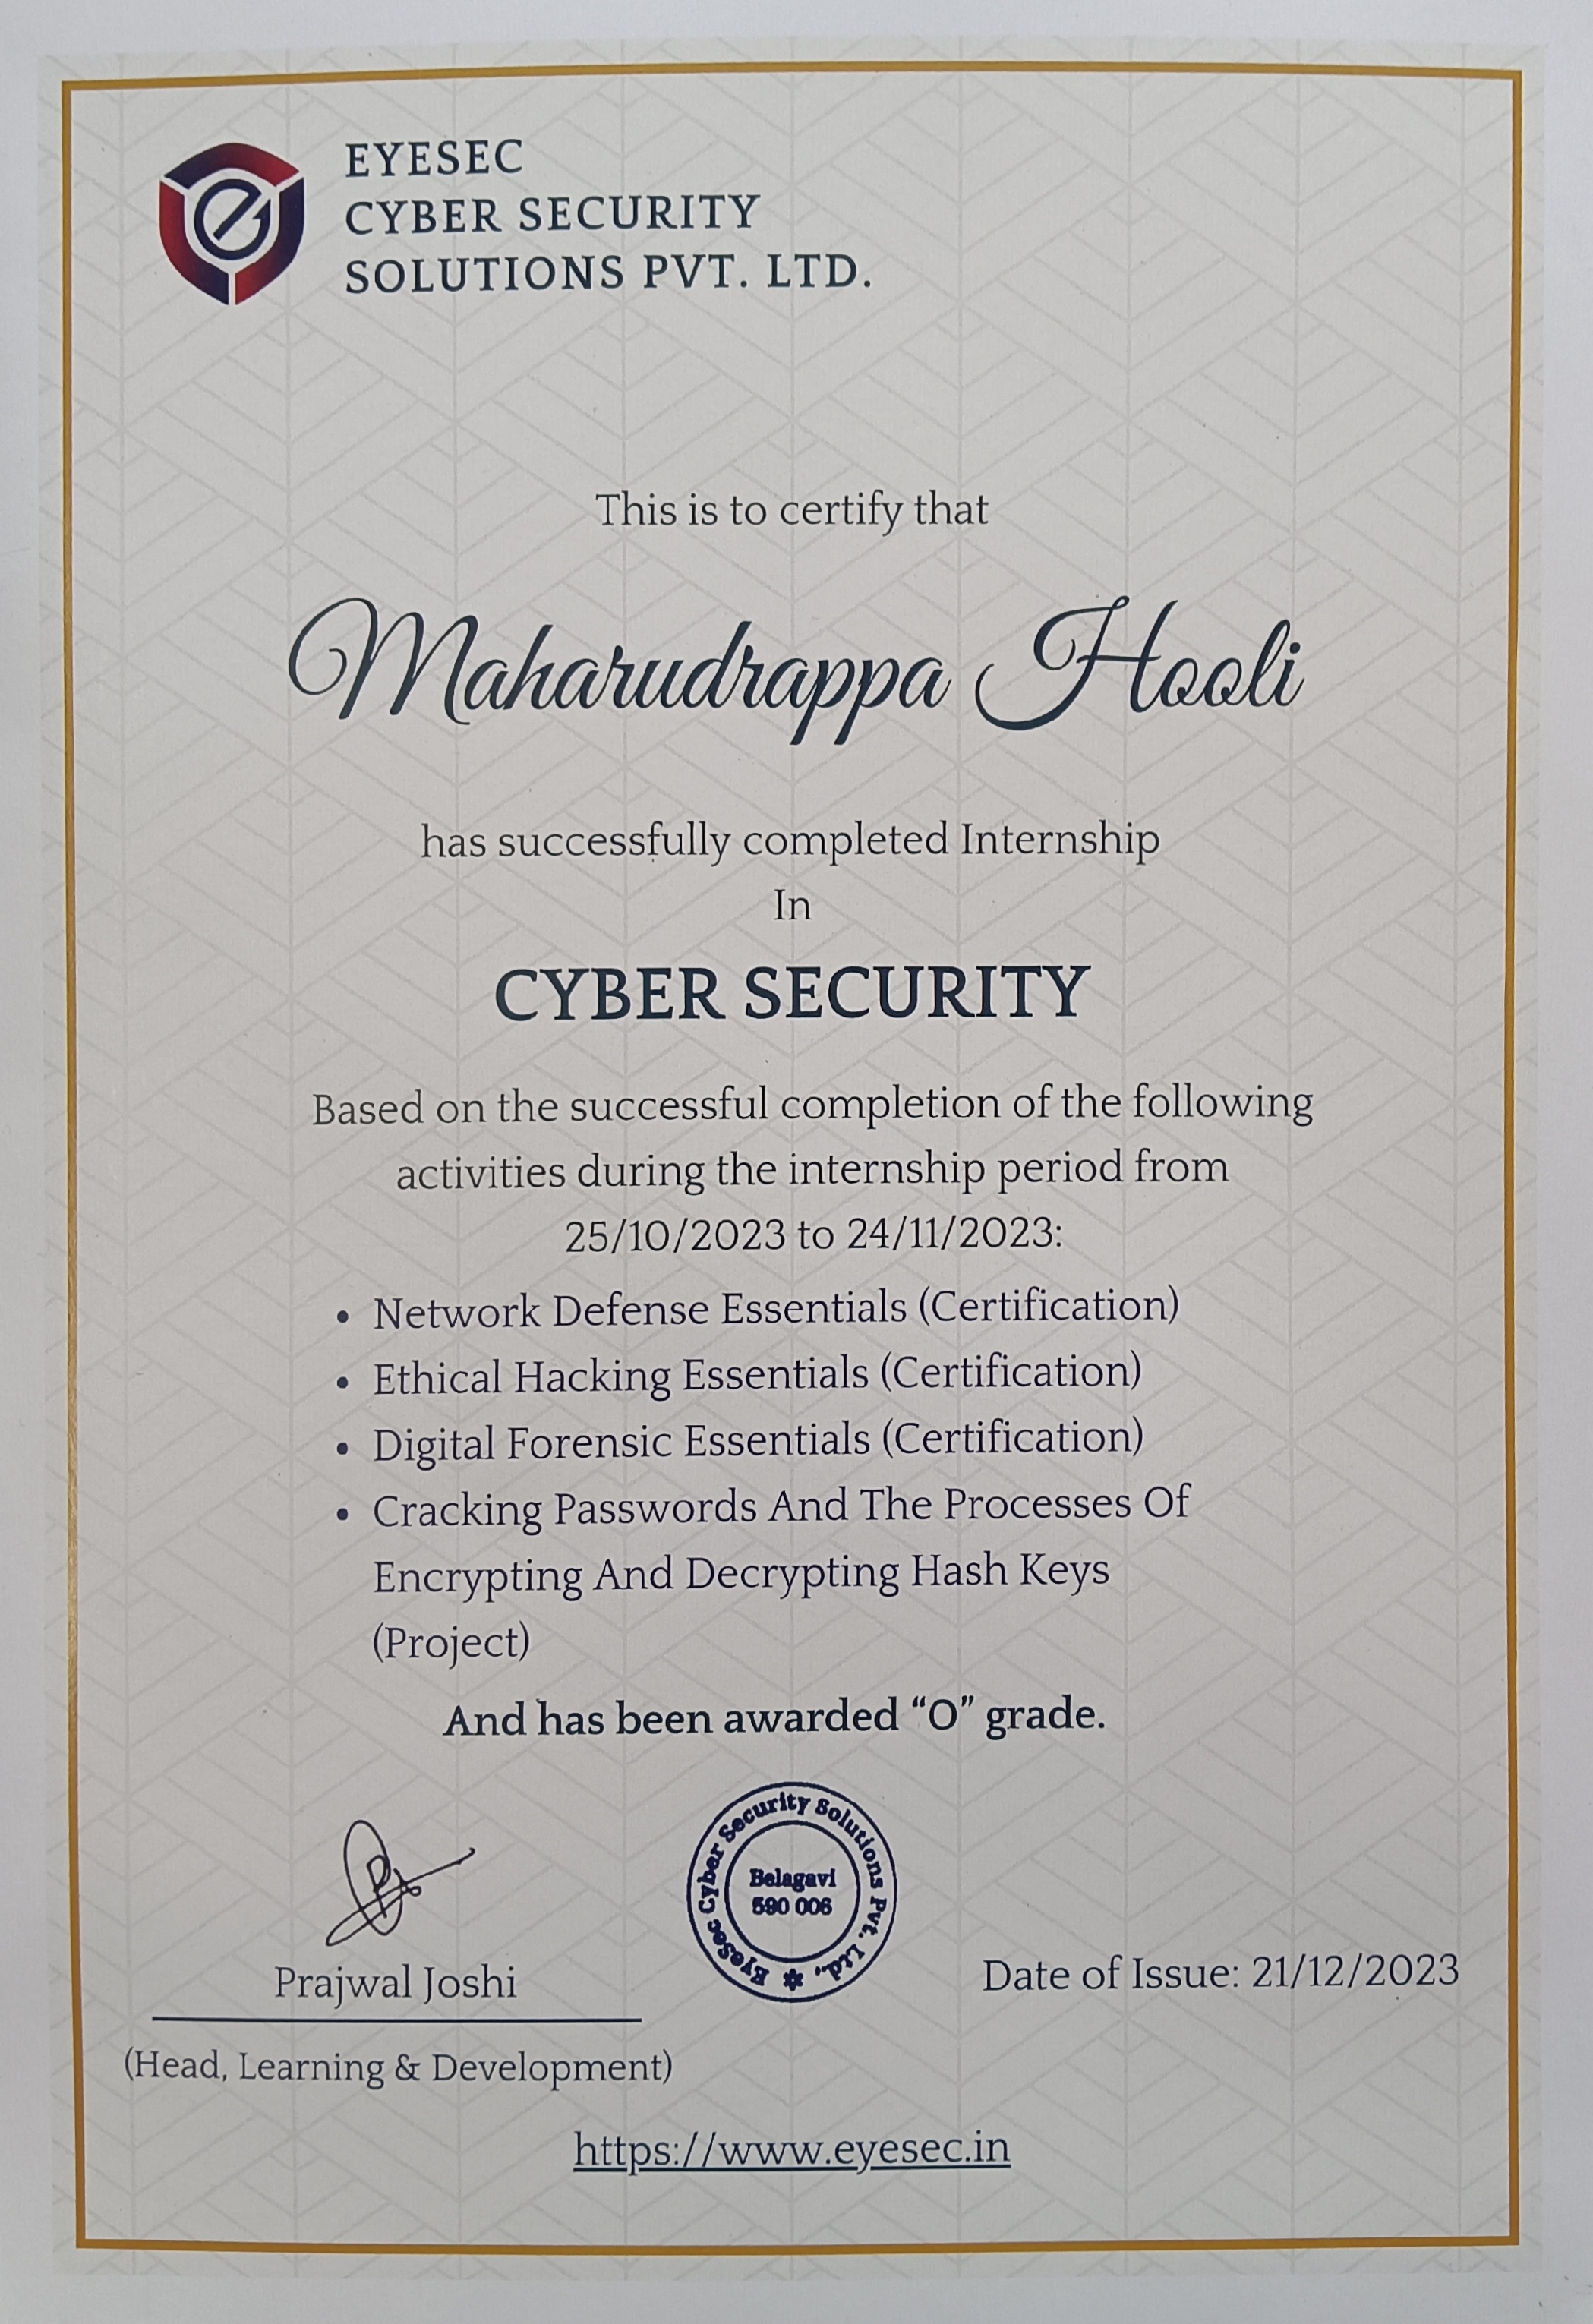 EYESEC
CYBER SECURITY
SOLUTIONS PVT. LTD.
This is to certify that
Maharudrappa Hooli
has successfully completed Internship
In
CYBER SECURITY
Based on the successful completion of the following
activities during the internship period from
25/10/2023 to 24/11/2023:
• Network Defense Essentials (Certification)
• Ethical Hacking Essentials (Certification)
• Digital Forensic Essentials (Certification)
• Cracking Passwords And The Processes Of
Encrypting And Decrypting Hash Keys
(Project)
And has been awarded “O” grade.
EyeSec Cyber Security Solutions Pvt. Ltd.,
Belagavi
590 006
Prajwal Joshi
Date of Issue: 21/12/2023
(Head, Learning & Development)
https://www.eyesec.in